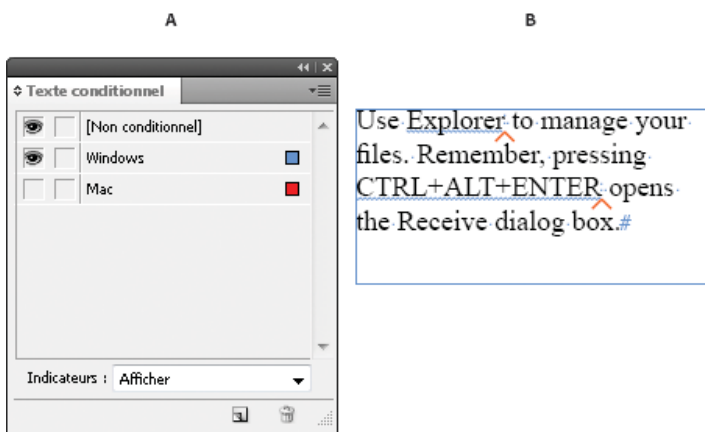 A
B
Texte conditionnel
[Non conditionnel]
Windows
Mac
Indicateurs : Afficher
Use Explorer to manage your
files. Remember, pressing
CTRL+ALT+ENTER opens
the Receive dialog box.#